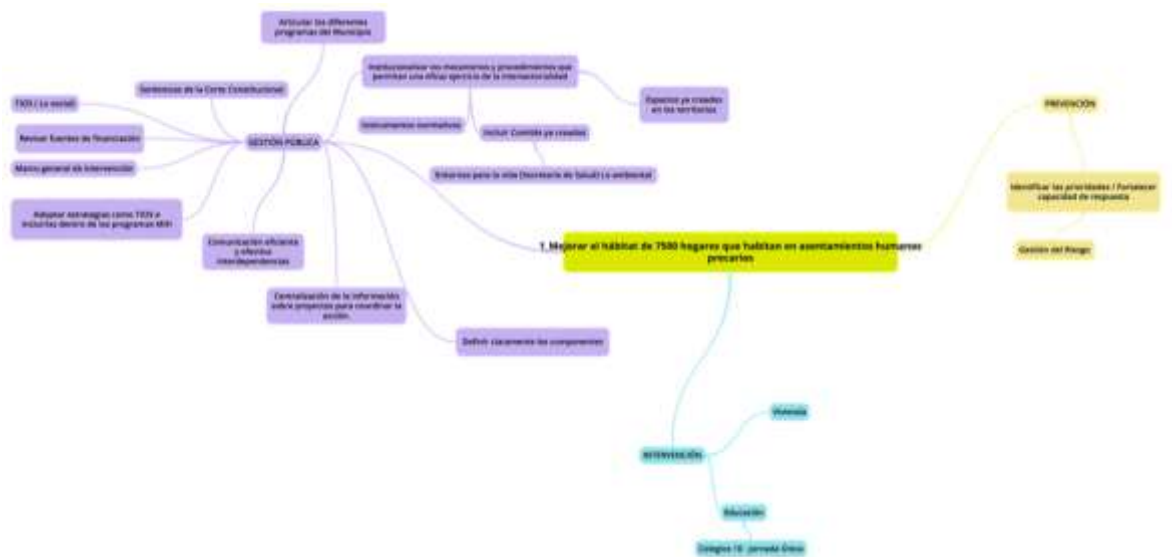 Articular los diferentes
programas del Municipio
Institucionalizar los mecanismos y procedimientos que
permitan una eficaz ejercicio de la intersectorialidad
Sentencias de la Corte Constitucional
Espacios ya creados
en los territorios
TIOS ( Lo social)
Instrumentos normativos
Incluir Comités ya creados
Revisar fuentes de financiación
GESTIÓN PÚBLICA
Marco general de intervención
Entornos para la vida (Secretaría de Salud) Lo ambiental
Adoptar estrategias como TIOS e
incluirlas dentro de los programas
Comunicación eficiente
y efectiva
interdependencias
Centralización de la información
sobre proyectos para coordinar la
acción.
Definir claramente los componentes
1. Mejorar el hábitat de 7500 hogares que habitan en asentamientos humanos
precarios
PREVENCIÓN
Identificar las prioridades / Fortalecer
capacidad de respuesta
Gestión del Riesgo
INTERVENCIÓN
Vivienda
Educación
Colegios 10 - Jornada Única